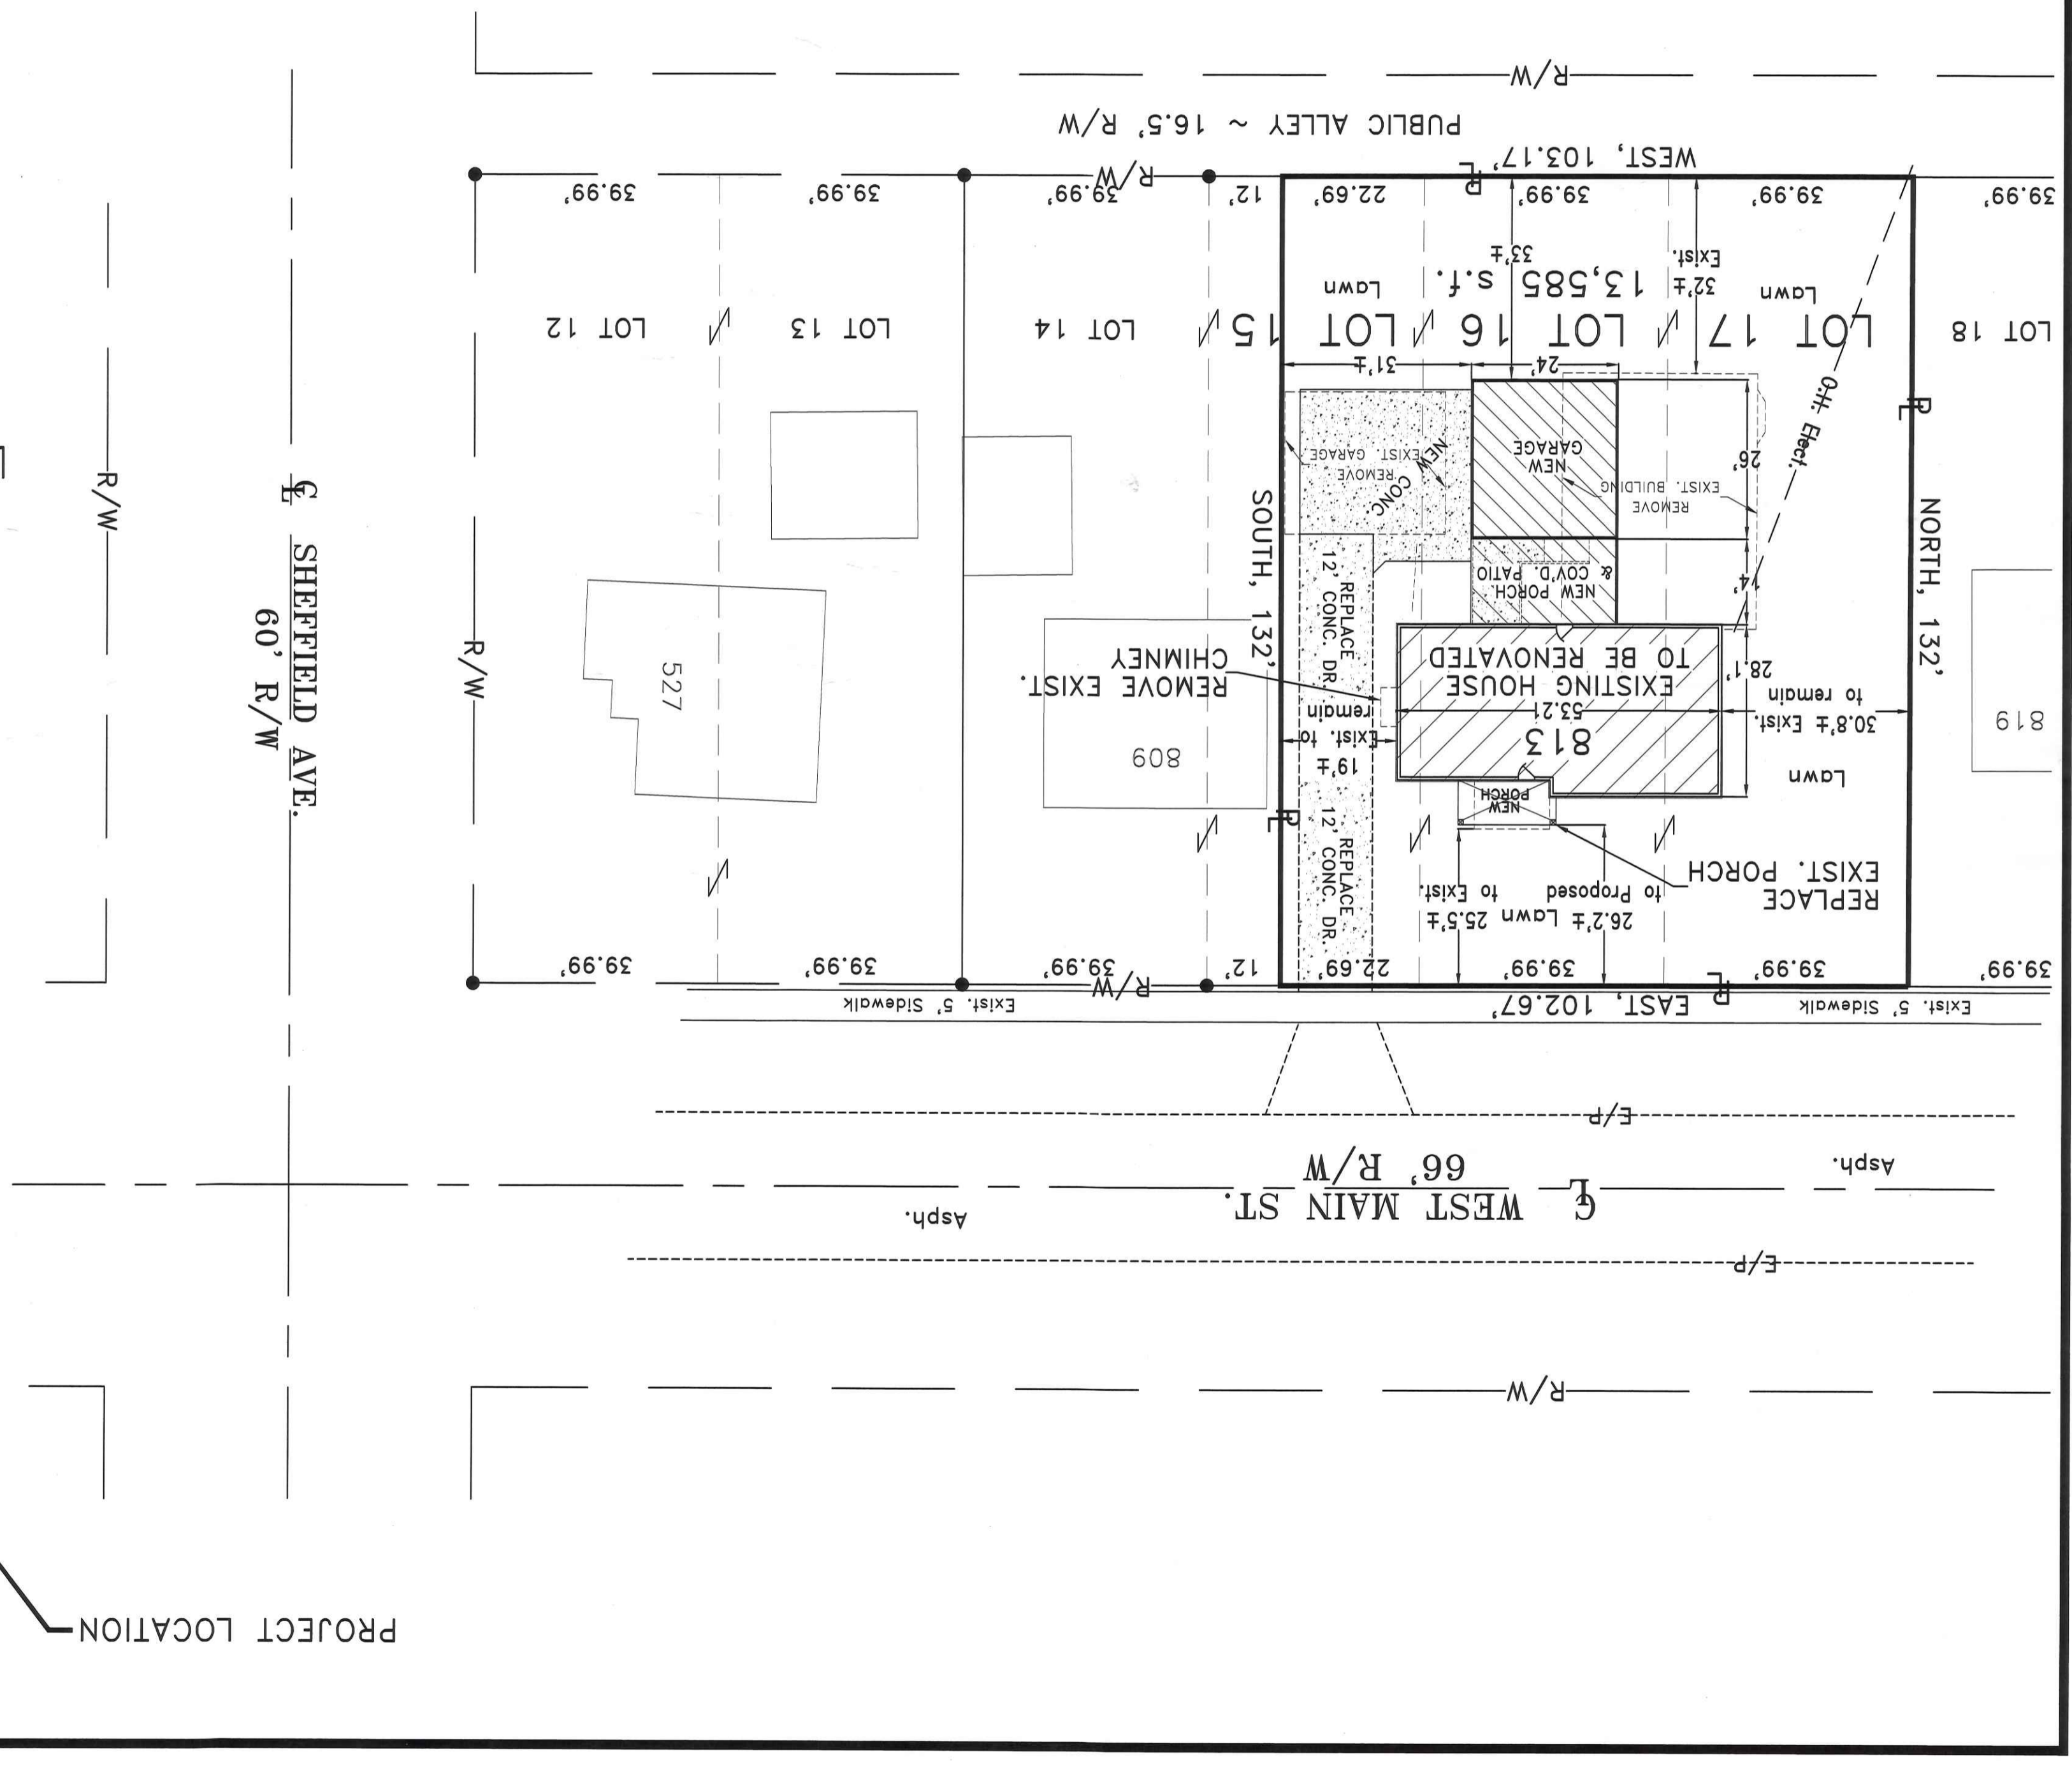 PROJECT LOCATION
R/W
E/P
Asph.
℄ WEST MAIN ST.
66' R/W
Asph.
E/P
Exist. 5' Sidewalk
EAST, 102.67'
Exist. 5' Sidewalk
39.99'
39.99'
39.99'
22.69'
12'
R/W
39.99'
39.99'
39.99'
REPLACE
EXIST. PORCH
26.2'± Lawn 25.5'±
to Proposed
to Exist.
REPLACE
12' CONC. DR.
NEW
PORCH
Lawn
813
53.21
EXISTING HOUSE
TO BE RENOVATED
28.1'
30.8'± Exist.
to remain
19'±
Exist. to
remain
REMOVE EXIST.
CHIMNEY
REPLACE
12' CONC. DR.
819
809
527
NEW PORCH
& COV'D. PATIO
14'
26'
REMOVE
EXIST. BUILDING
NEW
GARAGE
NEW
CONC.
REMOVE
EXIST. GARAGE
24'
31'±
O.H. Elect.
NORTH, 132'
SOUTH, 132'
PL
PL
PL
PL
LOT 18
LOT 17
LOT 16
LOT 15
LOT 14
LOT 13
LOT 12
13,585 s.f.
Lawn
32'±
Exist.
33'±
Lawn
39.99'
39.99'
39.99'
22.69'
12'
39.99'
39.99'
39.99'
R/W
WEST, 103.17'
PUBLIC ALLEY ~ 16.5' R/W
R/W
R/W
R/W
℄ SHEFFIELD AVE.
60' R/W